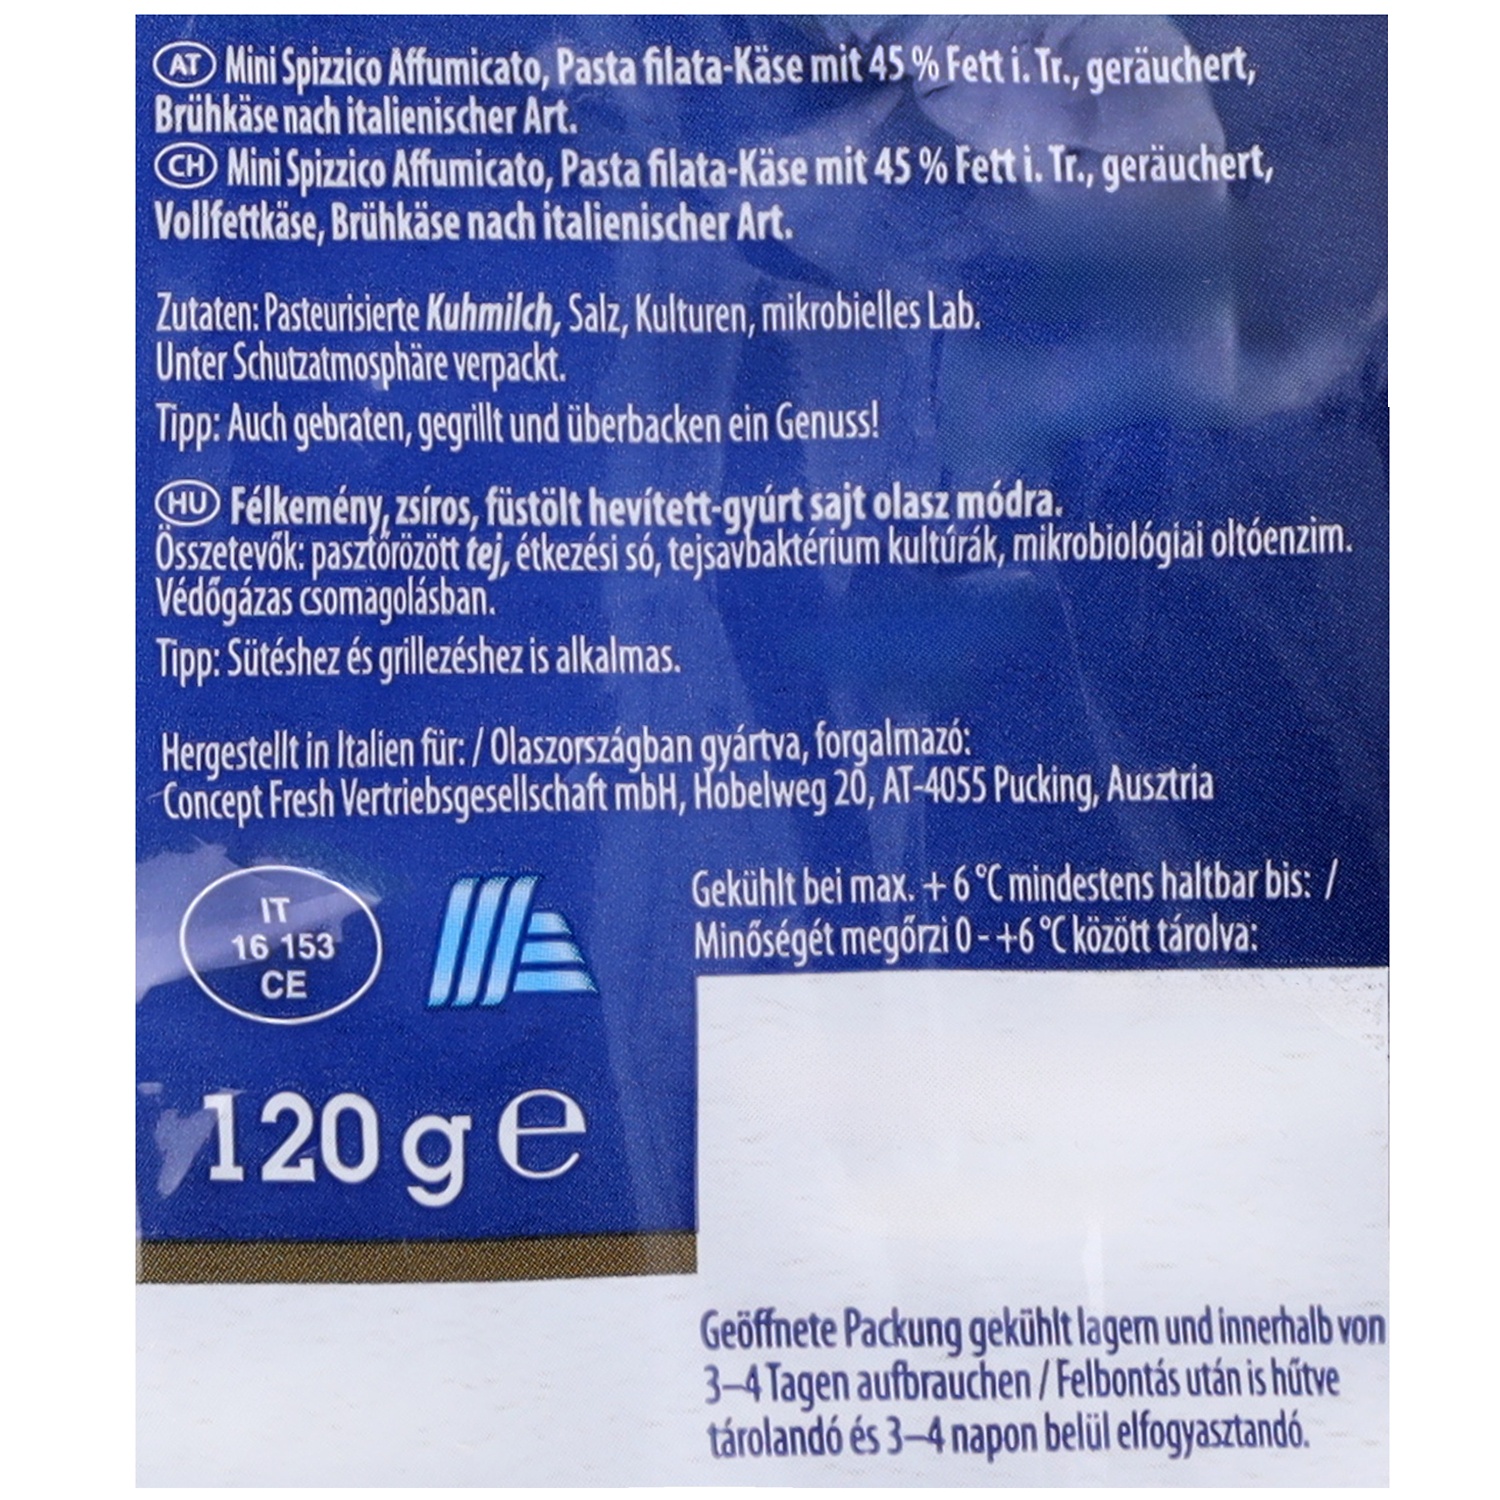 AT Mini Spizzico Affumicato, Pasta filata-Käse mit 45 % Fett i. Tr., geräuchert,
Brühkäse nach italienischer Art.
CH Mini Spizzico Affumicato, Pasta filata-Käse mit 45 % Fett i. Tr., geräuchert,
Vollfettkäse, Brühkäse nach italienischer Art.
Zutaten: Pasteurisierte Kuhmilch, Salz, Kulturen, mikrobielles Lab.
Unter Schutzatmosphäre verpackt.
Tipp: Auch gebraten, gegrillt und überbacken ein Genuss!
HU Félkemény, zsíros, füstölt hevített-gyúrt sajt olasz módra.
Összetevők: pasztőrözött tej, étkezési só, tejsavbaktérium kultúrák, mikrobiológiai oltóenzim.
Védőgázas csomagolásban.
Tipp: Sütéshez és grillezéshez is alkalmas.
Hergestellt in Italien für: / Olaszországban gyártva, forgalmazó:
Concept Fresh Vertriebsgesellschaft mbH, Hobelweg 20, AT-4055 Pucking, Ausztria
IT
16 153
CE
Gekühlt bei max. + 6 °C mindestens haltbar bis: /
Minőségét megőrzi 0 - +6 °C között tárolva:
120 g e
Geöffnete Packung gekühlt lagern und innerhalb von
3–4 Tagen aufbrauchen / Felbontás után is hűtve
tárolandó és 3–4 napon belül elfogyasztandó.